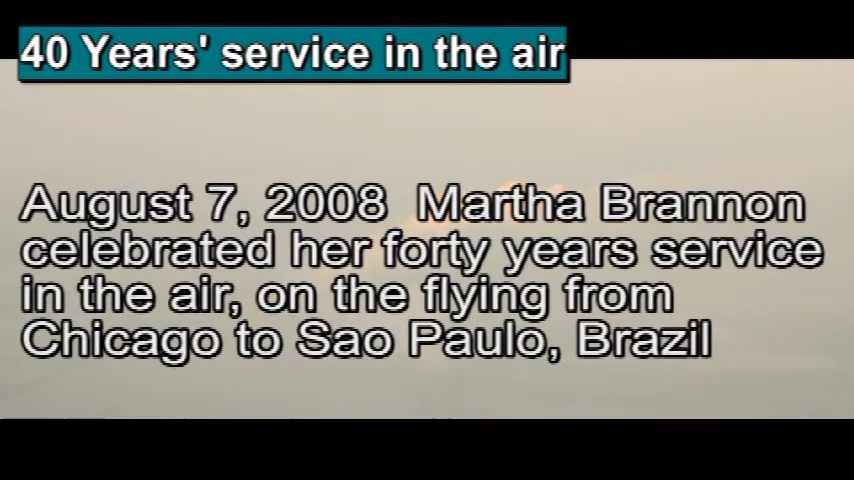 40 Years' service in the air
August 7, 2008  Martha Brannon
celebrated her forty years service
in the air, on the flying from
Chicago to Sao Paulo, Brazil